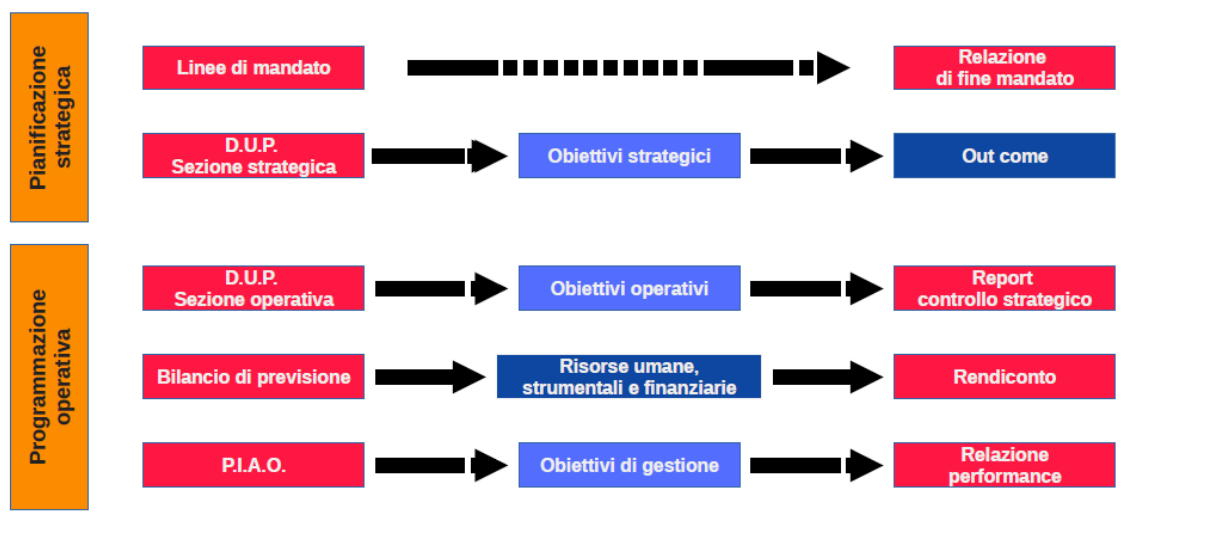 Pianificazione
strategica
Linee di mandato
Relazione
di fine mandato
D.U.P.
Sezione strategica
Obiettivi strategici
Out come
Programmazione
operativa
D.U.P.
Sezione operativa
Obiettivi operativi
Report
controllo strategico
Bilancio di previsione
Risorse umane,
strumentali e finanziarie
Rendiconto
P.I.A.O.
Obiettivi di gestione
Relazione
performance